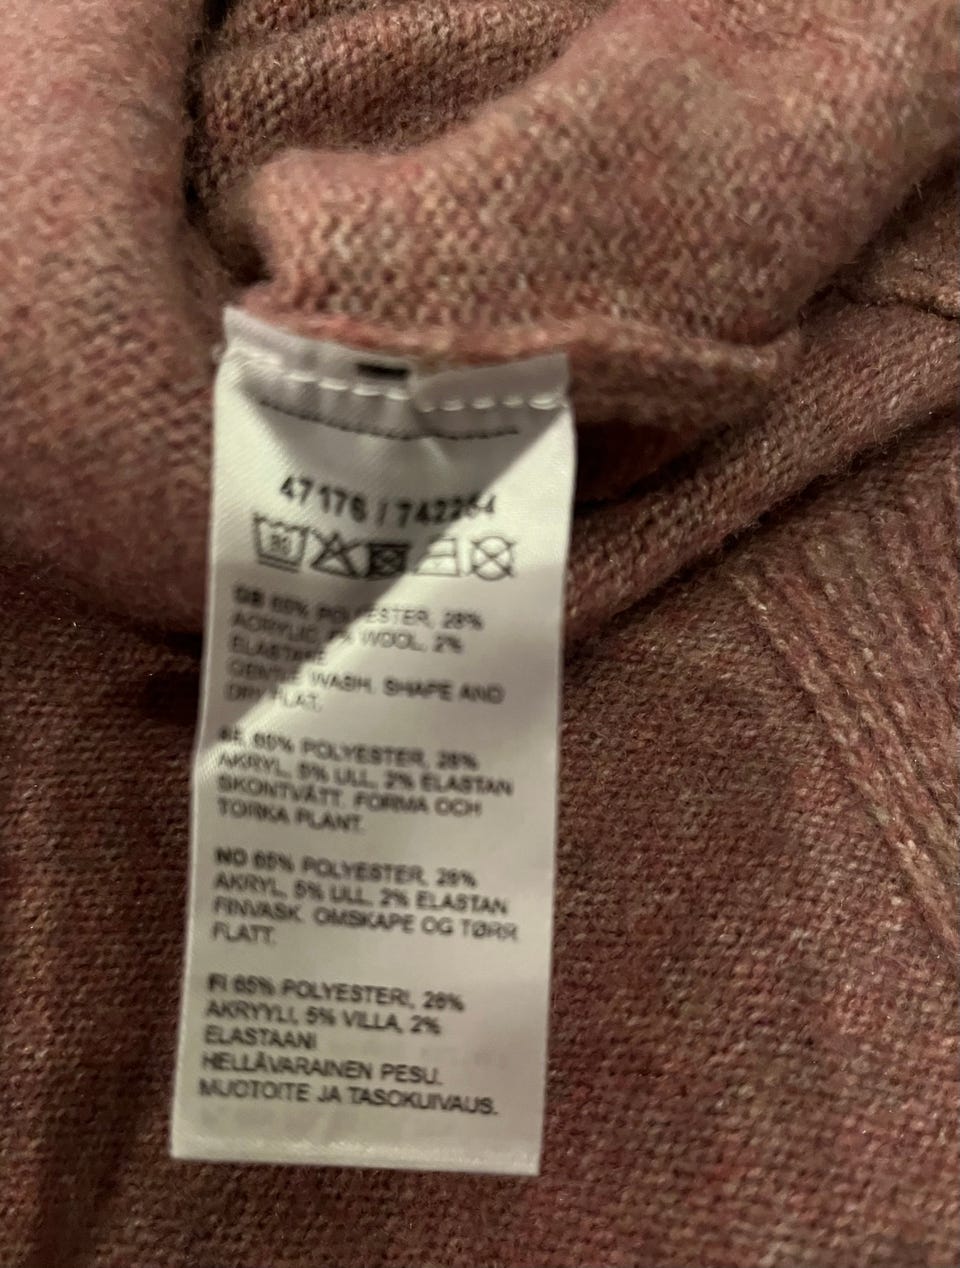 47176 /
GB 65% POLYESTER, 28%
ACRYLIC, 5% WOOL, 2%
ELASTANE
GENTLE WASH. SHAPE AND
DRY FLAT.
SE 65% POLYESTER, 28%
AKRYL, 5% ULL, 2% ELASTAN
SKONTVÄTT. FORMA OCH
TORKA PLANT.
NO 65% POLYESTER, 28%
AKRYL, 5% ULL, 2% ELASTAN
FINVASK. OMSKAPE OG TØRR
FLATT.
FI 65% POLYESTERI, 28%
AKRYYLI, 5% VILLA, 2%
ELASTAANI
HELLÄVARAINEN PESU.
MUOTOITE JA TASOKUIVAUS.